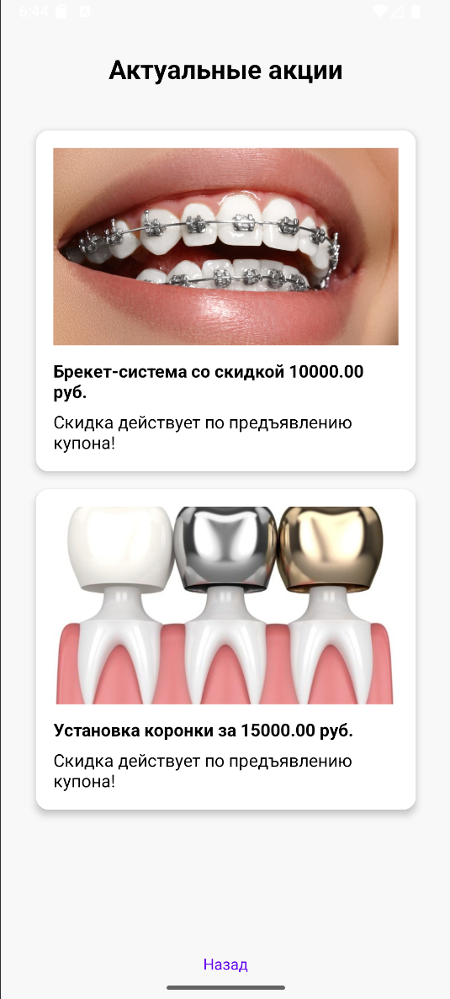 6:44
Актуальные акции
Брекет-система со скидкой 10000.00
руб.
Скидка действует по предъявлению
купона!
Установка коронки за 15000.00 руб.
Скидка действует по предъявлению
купона!
Назад